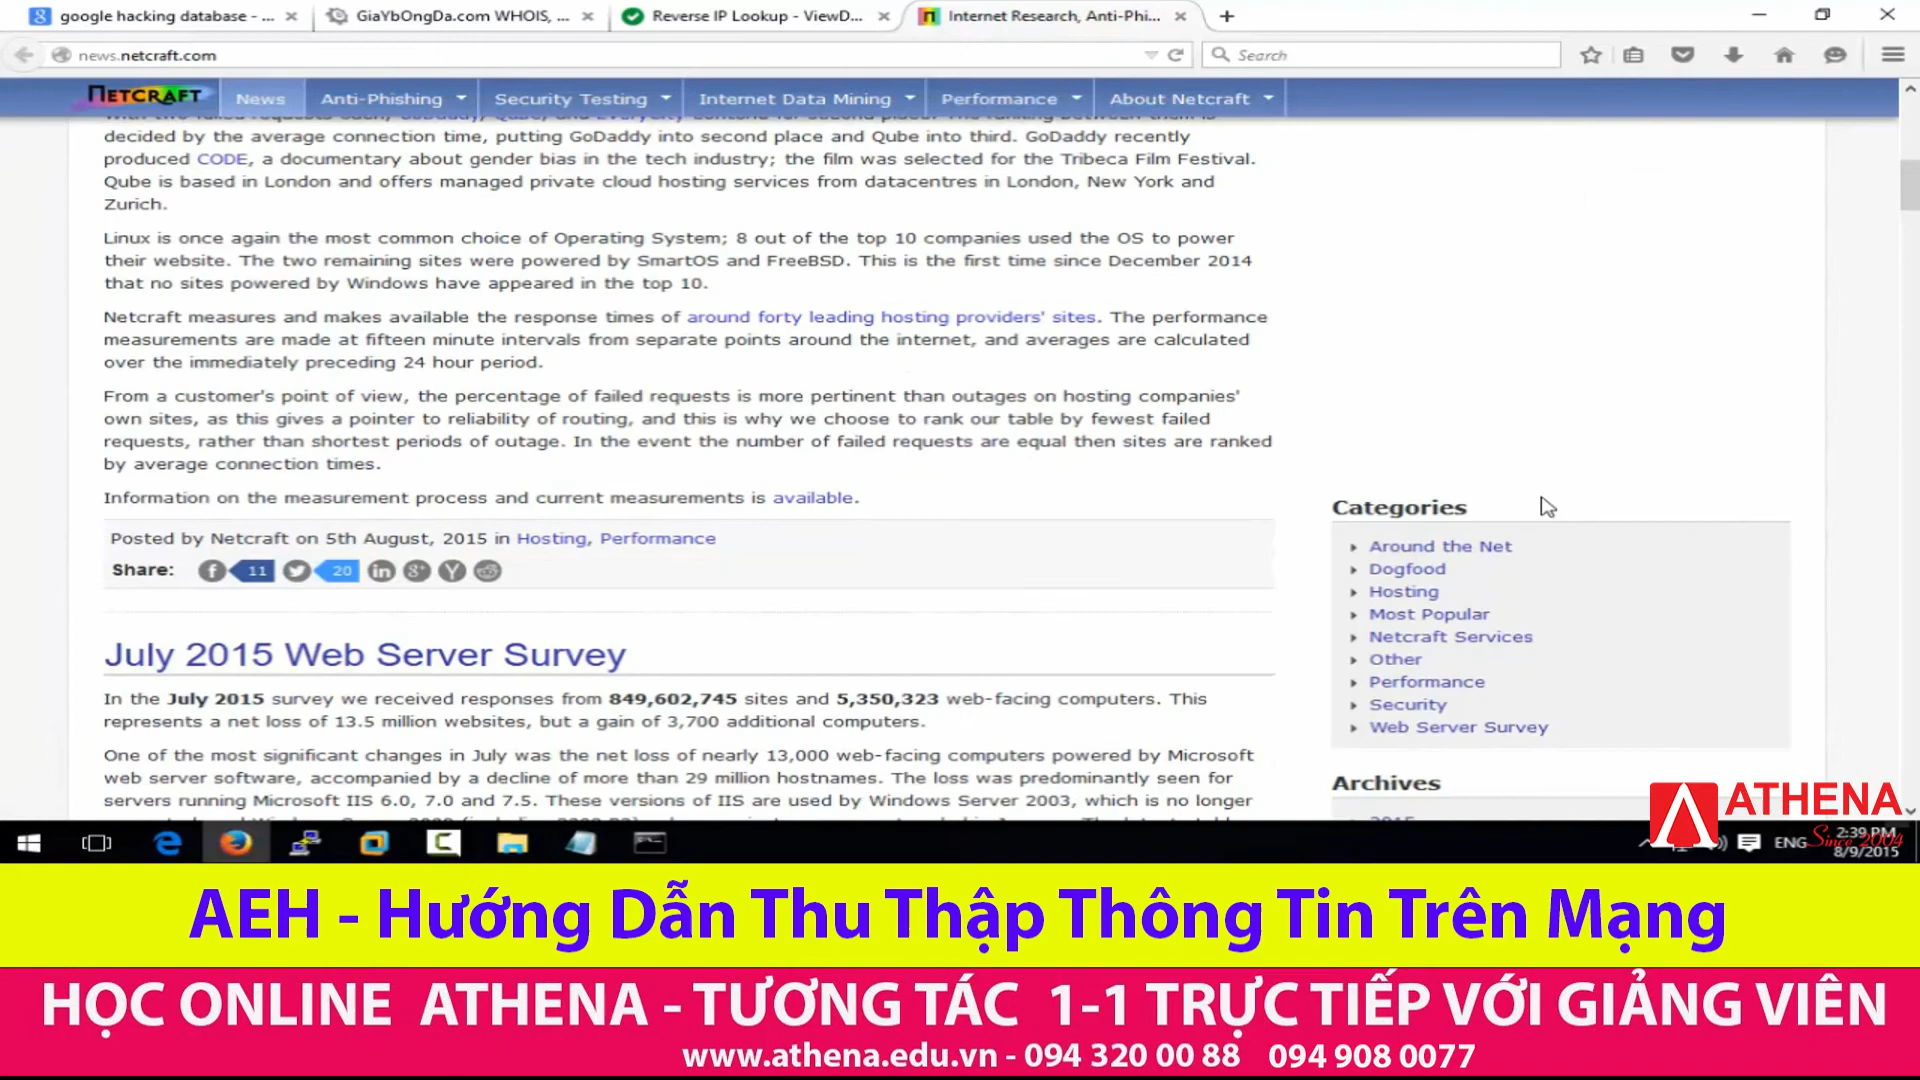 google hacking database - ...
GiaYbOngDa.com WHOIS, ...
Reverse IP Lookup - ViewD...
Internet Research, Anti-Phi...
news.netcraft.com
Search
NETCRAFT
News
Anti-Phishing
Security Testing
Internet Data Mining
Performance
About Netcraft
decided by the average connection time, putting GoDaddy into second place and Qube into third. GoDaddy recently
produced CODE, a documentary about gender bias in the tech industry; the film was selected for the Tribeca Film Festival.
Qube is based in London and offers managed private cloud hosting services from datacentres in London, New York and
Zurich.
Linux is once again the most common choice of Operating System; 8 out of the top 10 companies used the OS to power
their website. The two remaining sites were powered by SmartOS and FreeBSD. This is the first time since December 2014
that no sites powered by Windows have appeared in the top 10.
Netcraft measures and makes available the response times of around forty leading hosting providers' sites. The performance
measurements are made at fifteen minute intervals from separate points around the internet, and averages are calculated
over the immediately preceding 24 hour period.
From a customer's point of view, the percentage of failed requests is more pertinent than outages on hosting companies'
own sites, as this gives a pointer to reliability of routing, and this is why we choose to rank our table by fewest failed
requests, rather than shortest periods of outage. In the event the number of failed requests are equal then sites are ranked
by average connection times.
Information on the measurement process and current measurements is available.
Posted by Netcraft on 5th August, 2015 in Hosting, Performance
Share:
11
20
July 2015 Web Server Survey
In the July 2015 survey we received responses from 849,602,745 sites and 5,350,323 web-facing computers. This
represents a net loss of 13.5 million websites, but a gain of 3,700 additional computers.
One of the most significant changes in July was the net loss of nearly 13,000 web-facing computers powered by Microsoft
web server software, accompanied by a decline of more than 29 million hostnames. The loss was predominantly seen for
servers running Microsoft IIS 6.0, 7.0 and 7.5. These versions of IIS are used by Windows Server 2003, which is no longer
Categories
Around the Net
Dogfood
Hosting
Most Popular
Netcraft Services
Other
Performance
Security
Web Server Survey
Archives
ATHENA
Since 2004
ENG
2:39 PM
8/9/2015
AEH - Hướng Dẫn Thu Thập Thông Tin Trên Mạng
HỌC ONLINE ATHENA - TƯƠNG TÁC 1-1 TRỰC TIẾP VỚI GIẢNG VIÊN
www.athena.edu.vn - 094 320 00 88 094 908 0077